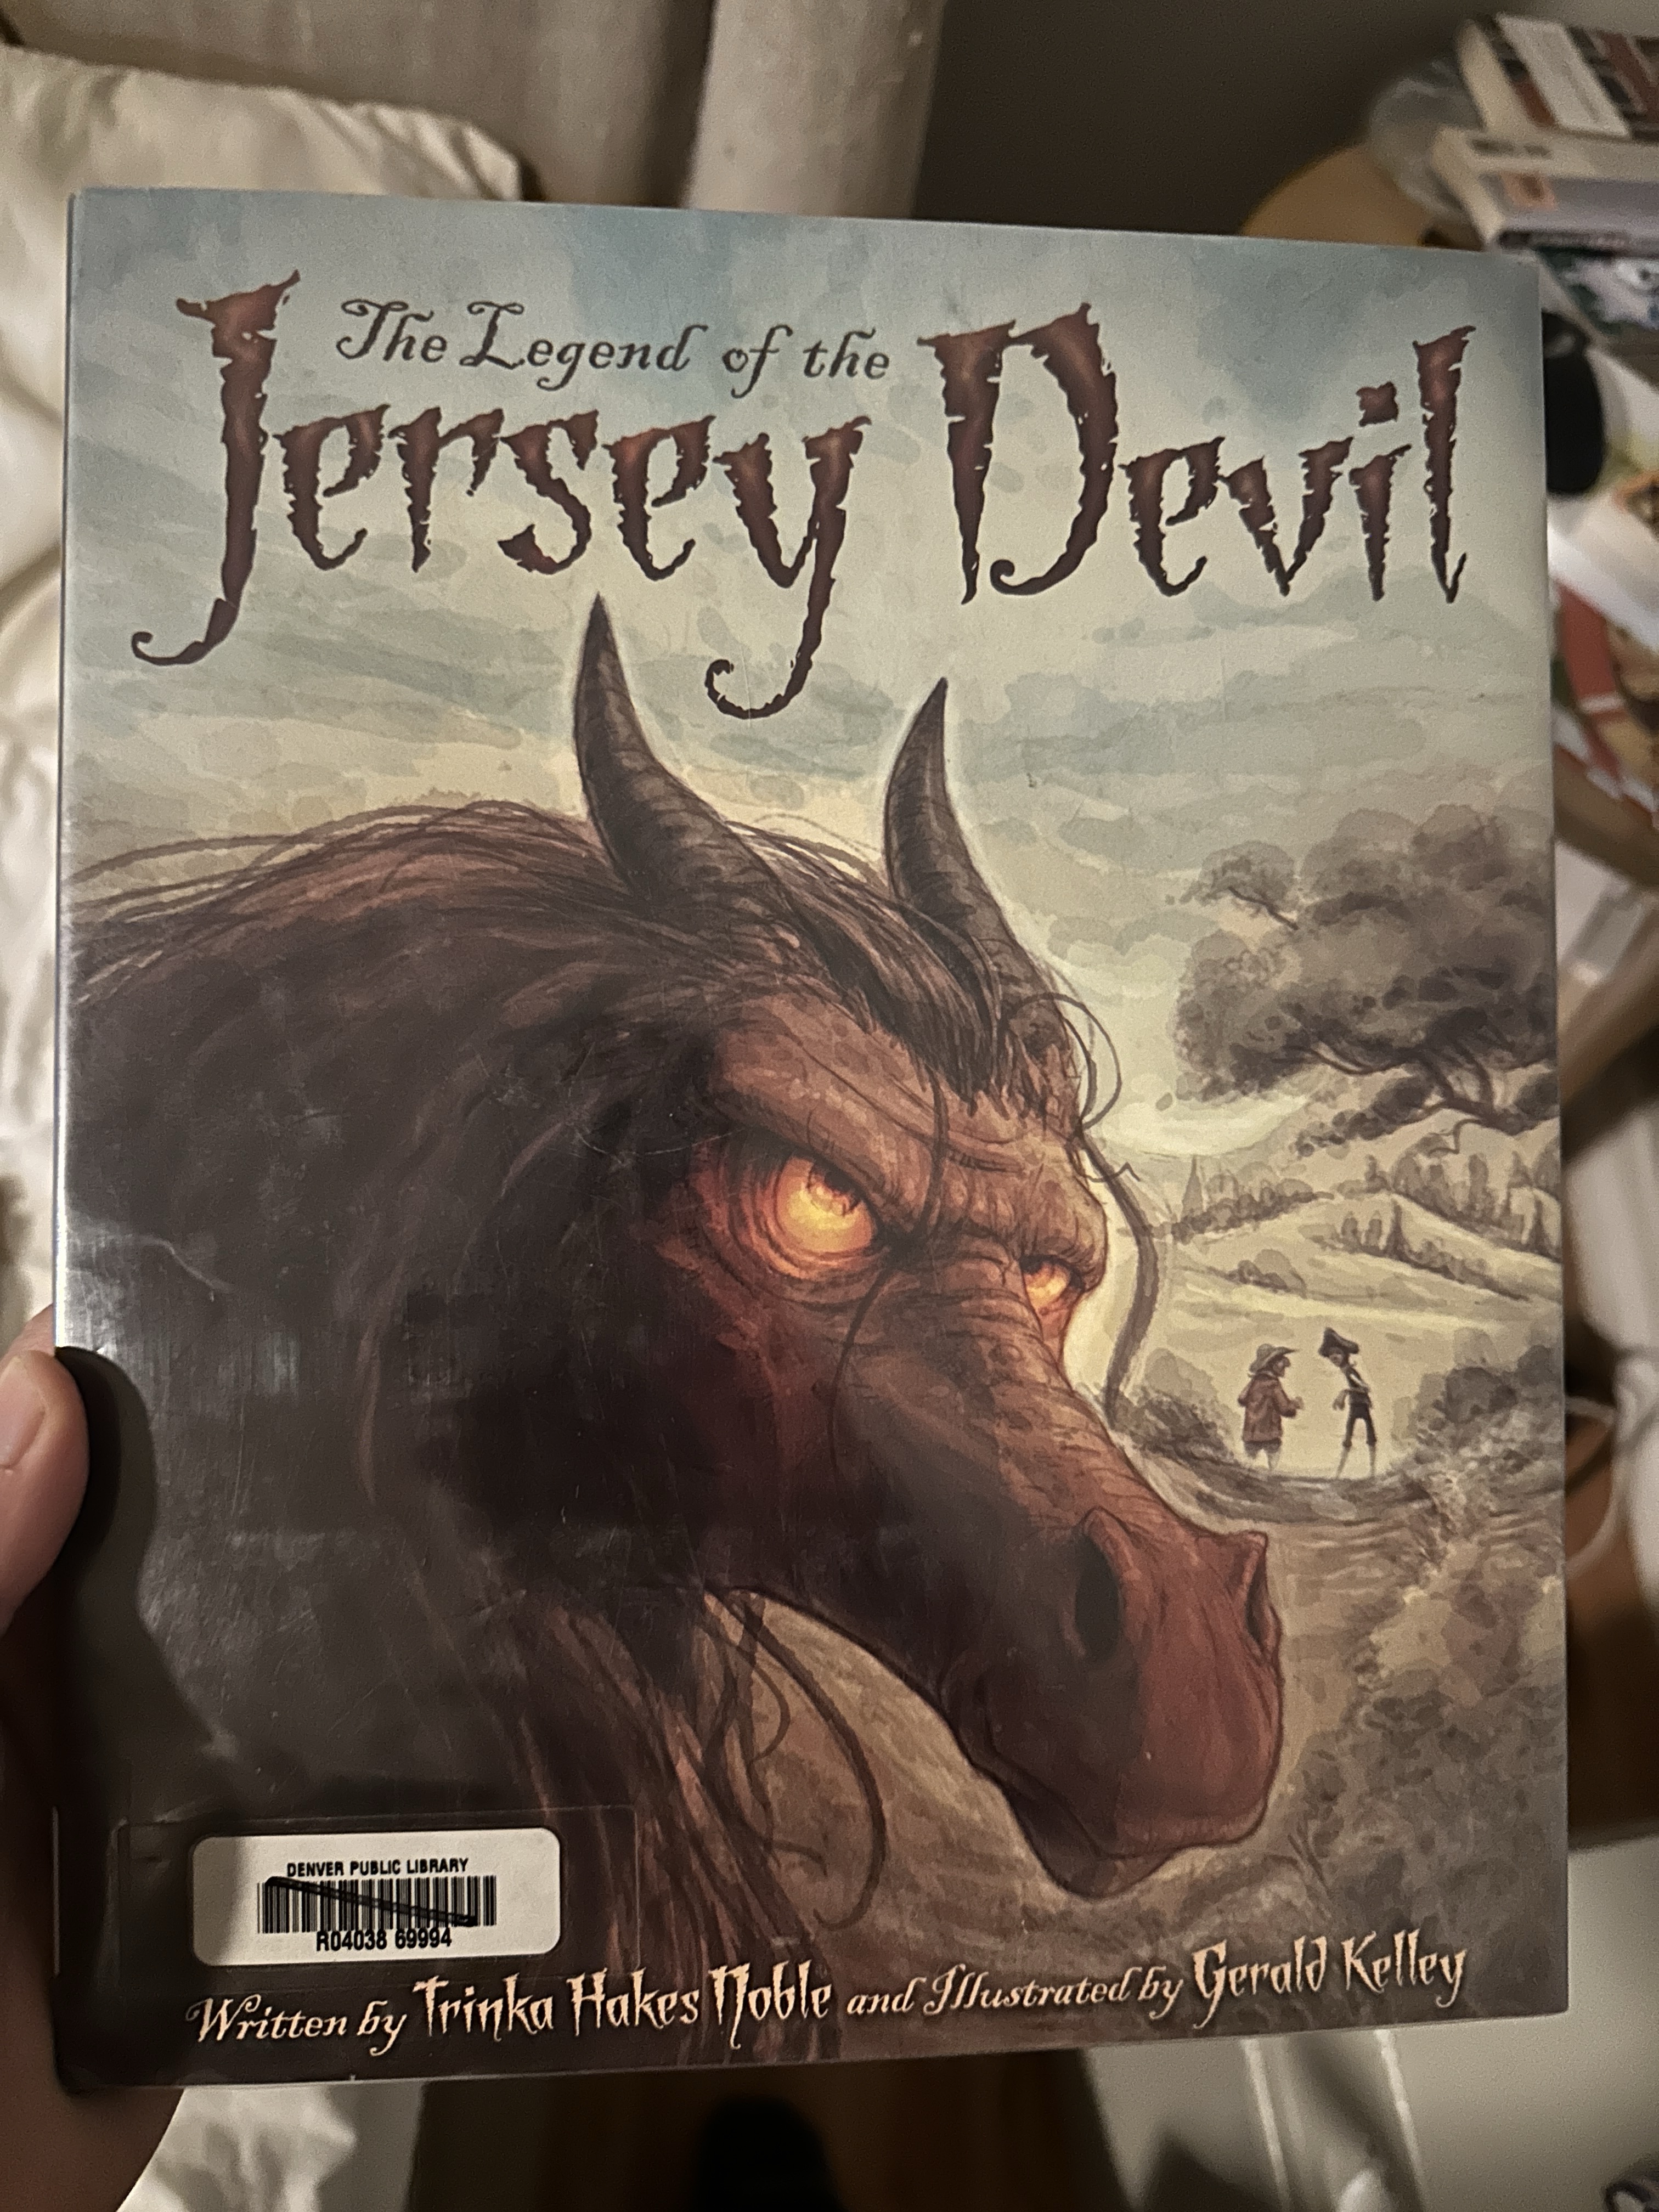 The Legend of the
Jersey Devil
DENVER PUBLIC LIBRARY
R04038 69994
Written by Trinka Hakes Noble and Illustrated by Gerald Kelley